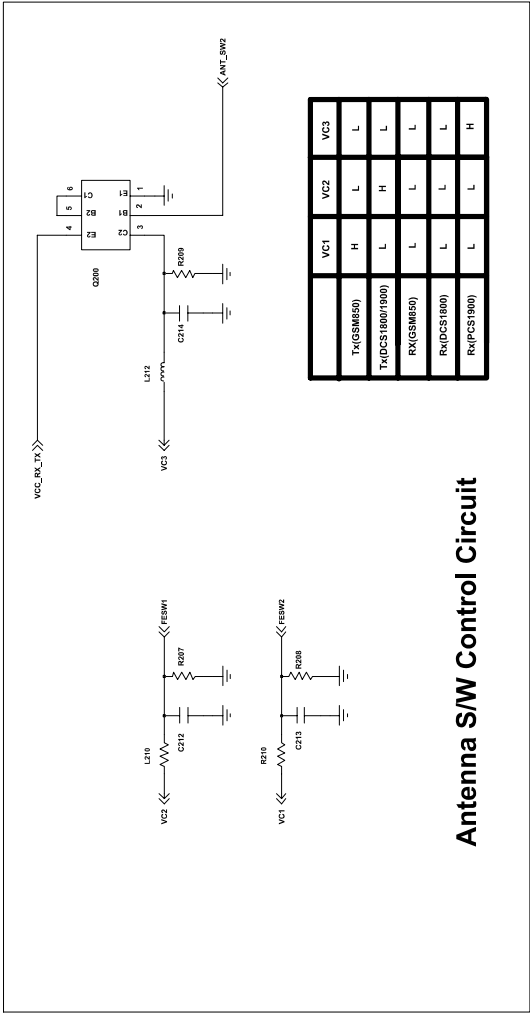 VCC_RX_TX
ANT_SW2
4 5 6
E2 B2 C1
C2 B1 E1
3 2 1
Q200
VC3
L212
C214
R209
VC2
L210
C212
R207
FESW1
VC1
R210
C213
R208
FESW2
VC1 VC2 VC3
Tx(GSM850) H L L
Tx(DCS1800/1900) L H L
RX(GSM850) L L L
Rx(DCS1800) L L L
Rx(PCS1900) L L H
Antenna S/W Control Circuit